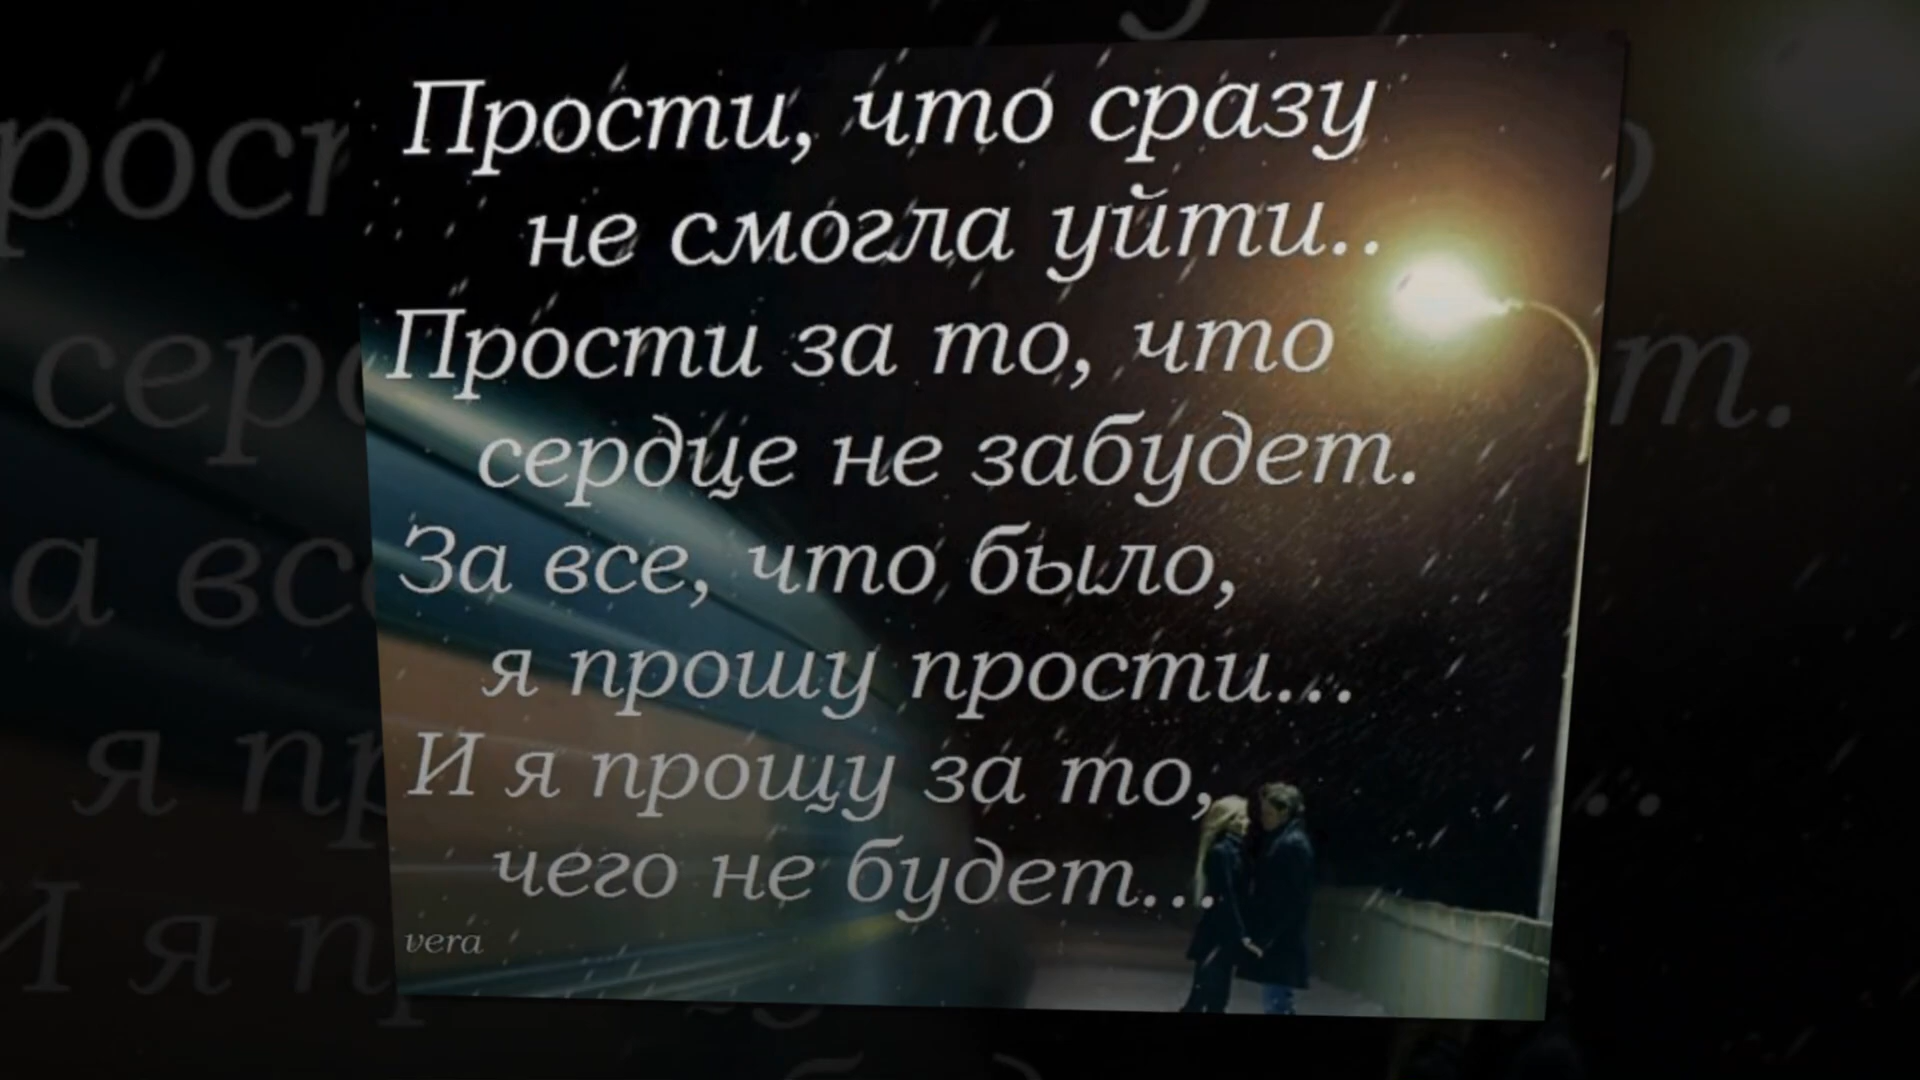 Прости, что сразу
не смогла уйти..
Прости за то, что
сердце не забудет.
За все, что было,
я прошу прости...
И я прощу за то,
чего не будет...
vera